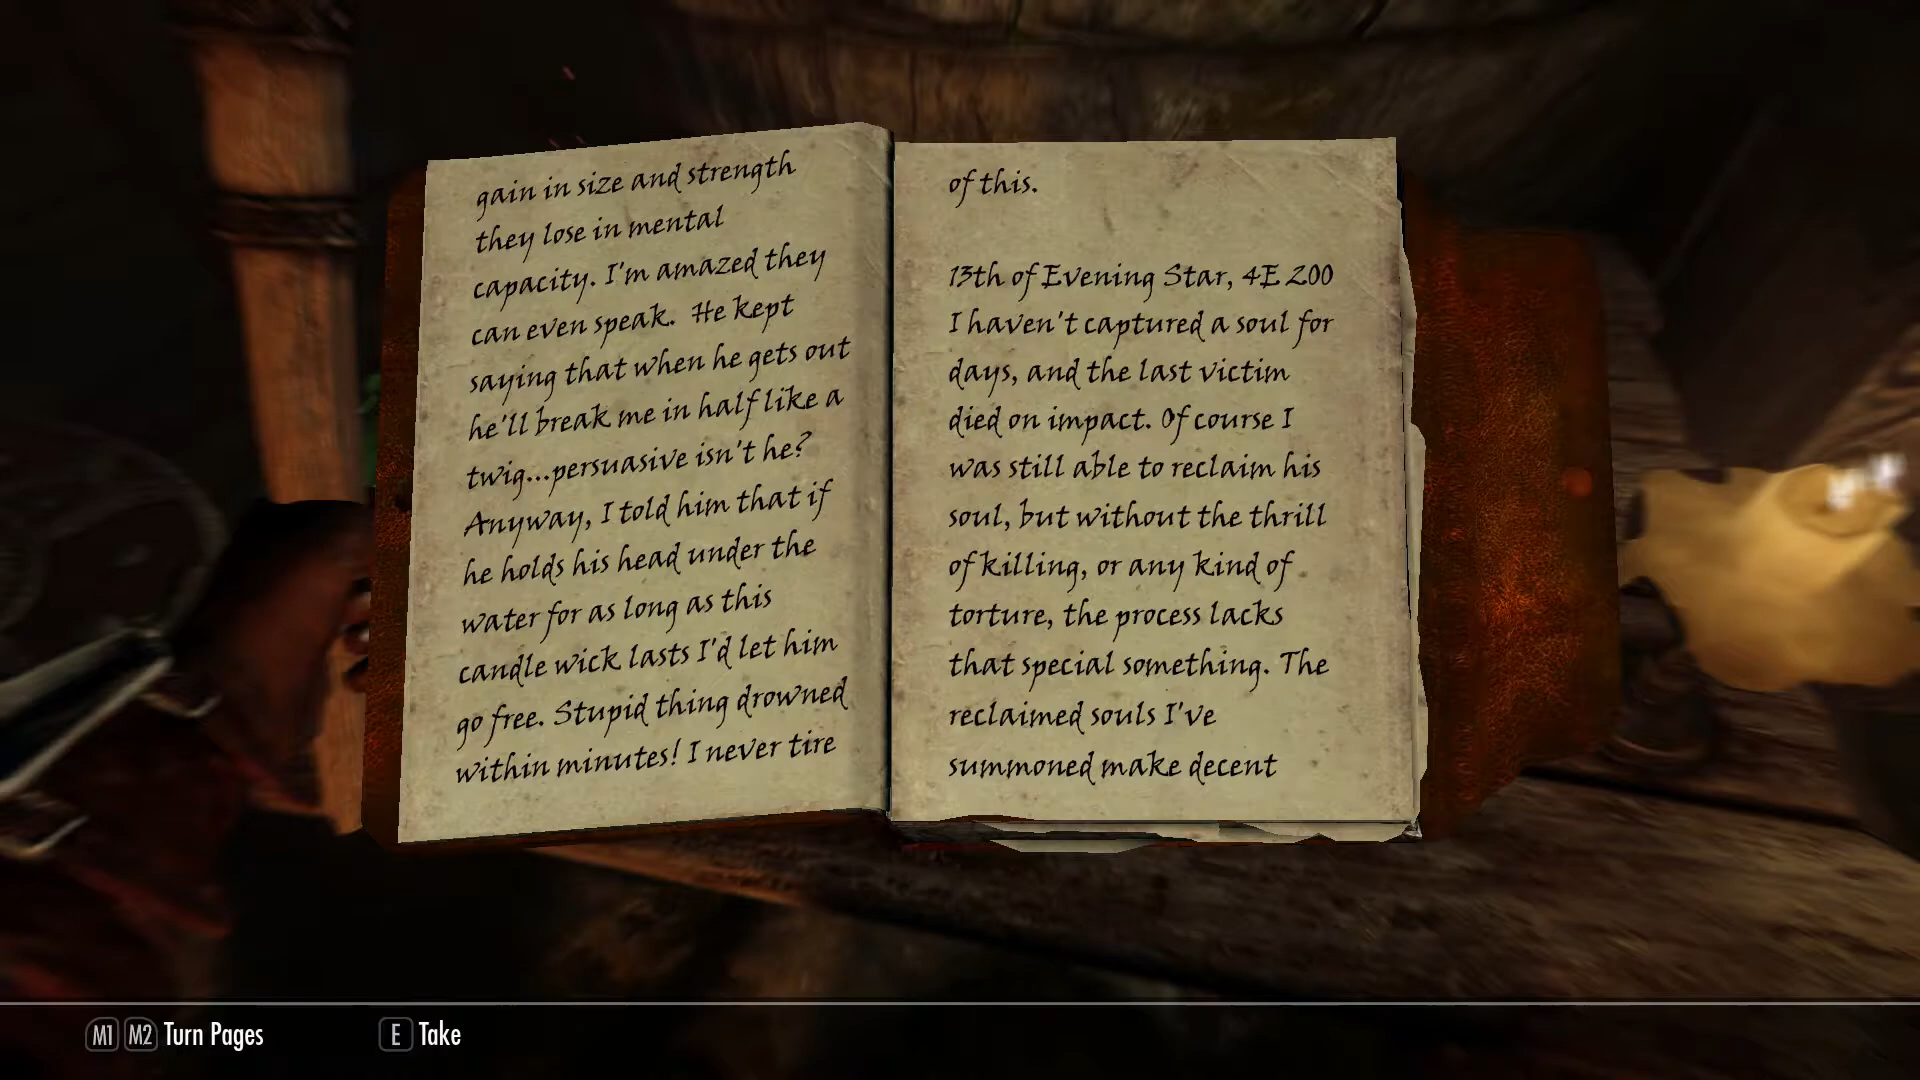 gain in size and strength
they lose in mental
capacity. I'm amazed they
can even speak. He kept
saying that when he gets out
he'll break me in half like a
twig...persuasive isn't he?
Anyway, I told him that if
he holds his head under the
water for as long as this
candle wick lasts I'd let him
go free. Stupid thing drowned
within minutes! I never tire
of this.
13th of Evening Star, 4E 200
I haven't captured a soul for
days, and the last victim
died on impact. Of course I
was still able to reclaim his
soul, but without the thrill
of killing, or any kind of
torture, the process lacks
that special something. The
reclaimed souls I've
summoned make decent
M1 M2 Turn Pages
E Take